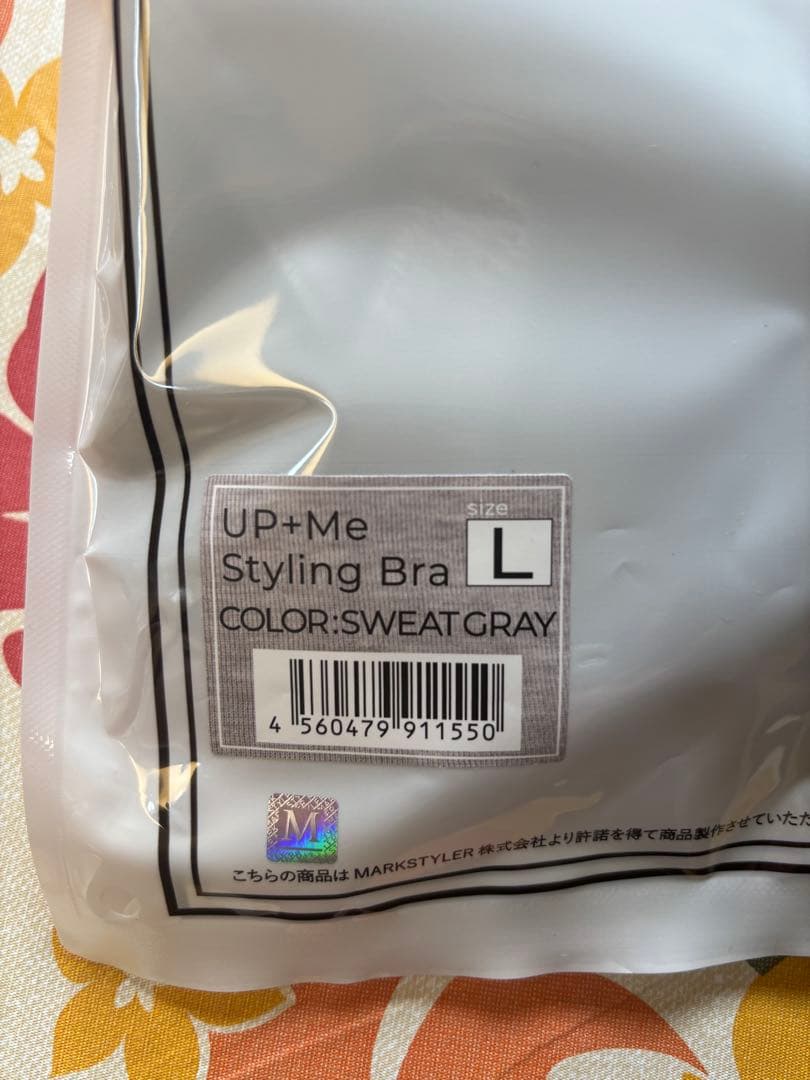 UP+Me
Styling Bra
size
L
COLOR:SWEAT GRAY
4 560479 911550
M
こちらの商品は MARKSTYLER 株式会社より許諾を得て商品製作させていただ